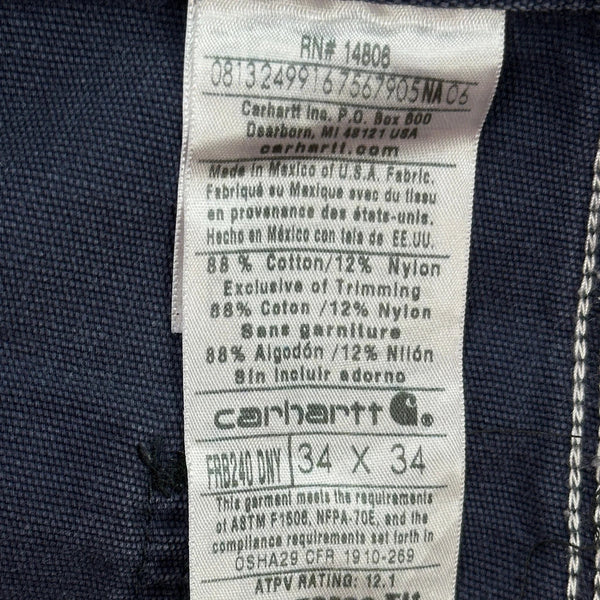 RN# 14806
08132499167567905NA06
Carhartt Inc. P.O. Box 600
Dearborn, MI 48121 USA
carhartt.com
Made in Mexico of U.S.A. Fabric.
Fabriqué au Mexique avec du tissu
en provenance des états-unis.
Hecho en México con tela de EE.UU.
88% Cotton/12% Nylon
Exclusive of Trimming
88% Coton /12% Nylon
Sans garniture
88% Algodón /12% Nilón
Sin incluir adorno
carhartt
FRB240 DNY 34 X 34
This garment meets the requirements
of ASTM F1506, NFPA-70E, and the
compliance requirements set forth in
OSHA29 CFR 1910-269
ATPV RATING: 12.1